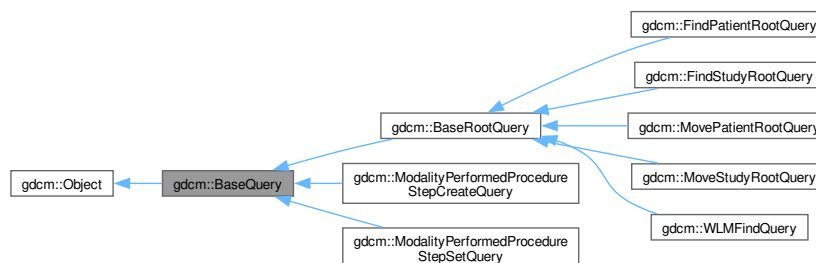 gdcm::FindPatientRootQuery
gdcm::FindStudyRootQuery
gdcm::BaseRootQuery
gdcm::MovePatientRootQuery
gdcm::Object
gdcm::BaseQuery
gdcm::ModalityPerformedProcedure
StepCreateQuery
gdcm::MoveStudyRootQuery
gdcm::WLMFindQuery
gdcm::ModalityPerformedProcedure
StepSetQuery